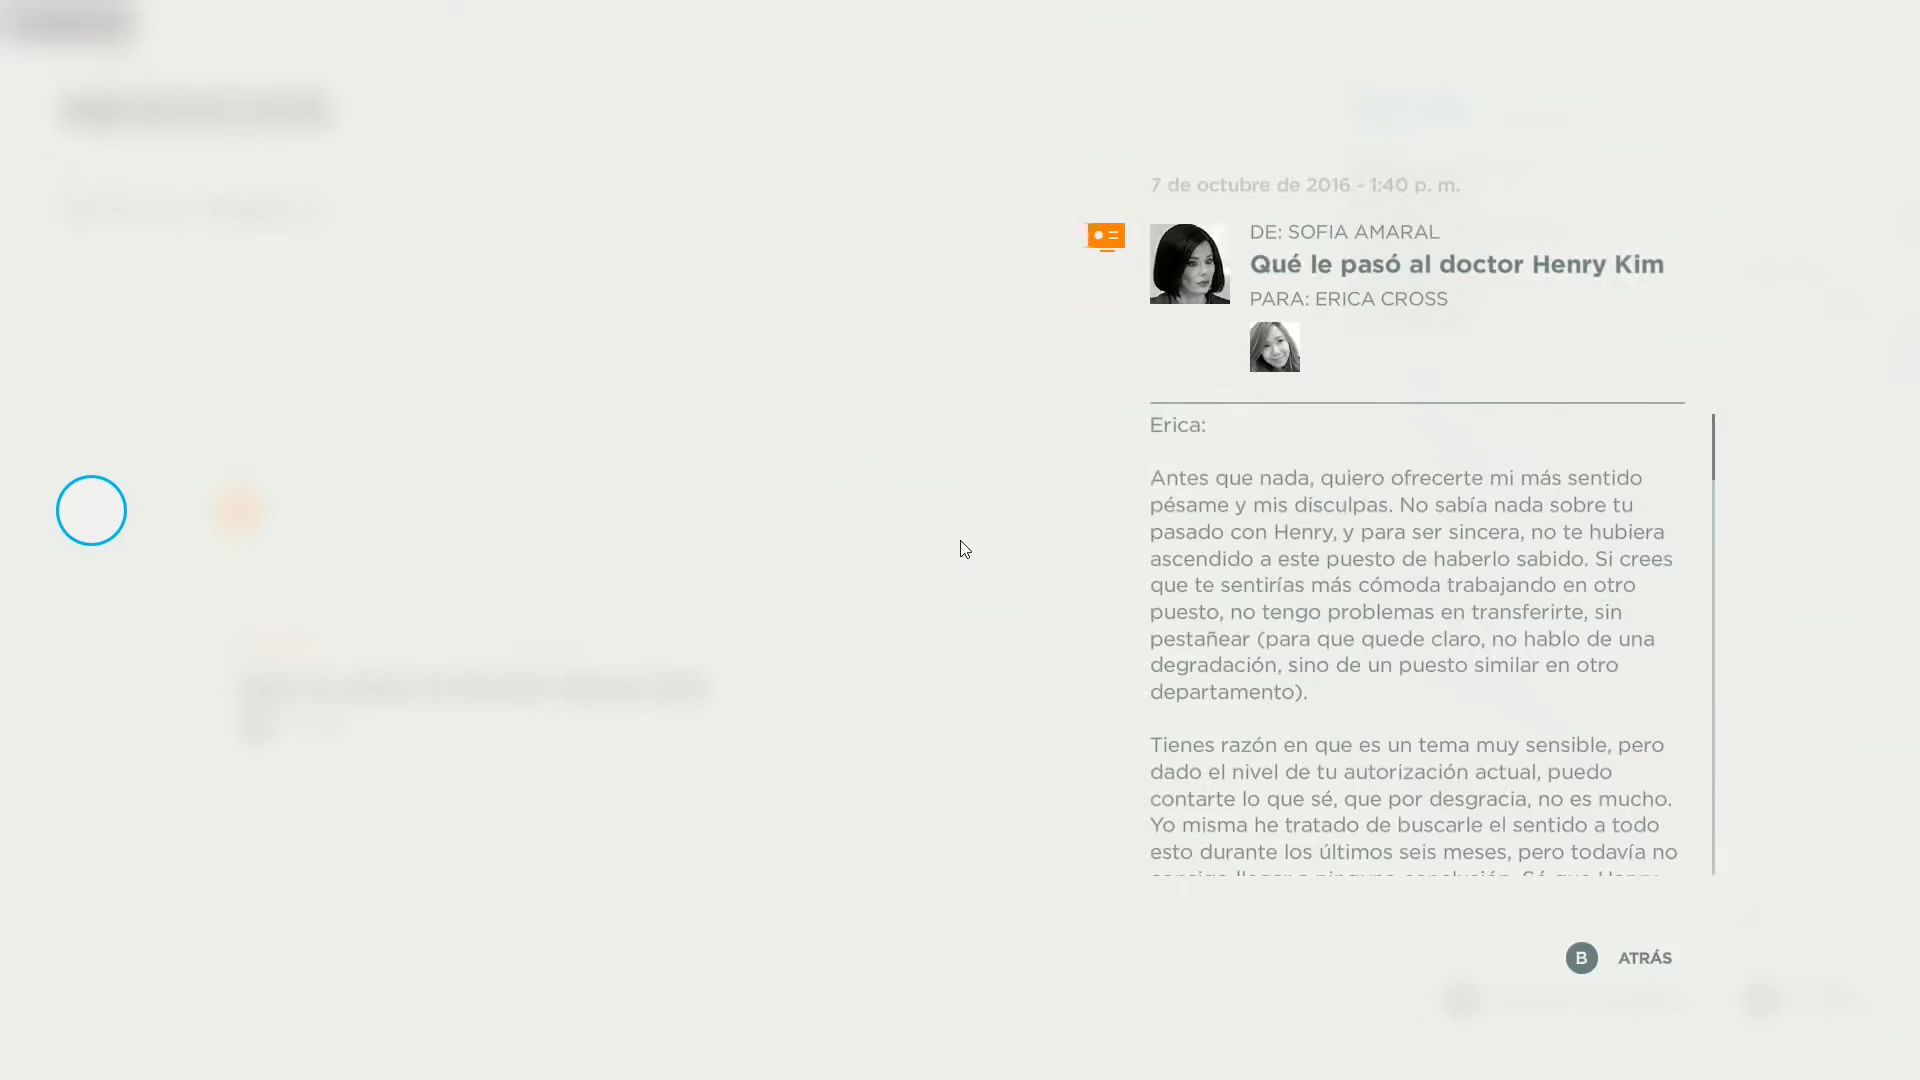 7 de octubre de 2016 - 1:40 p. m.
DE: SOFIA AMARAL
Qué le pasó al doctor Henry Kim
PARA: ERICA CROSS
Erica:
Antes que nada, quiero ofrecerte mi más sentido
pésame y mis disculpas. No sabía nada sobre tu
pasado con Henry, y para ser sincera, no te hubiera
ascendido a este puesto de haberlo sabido. Si crees
que te sentirías más cómoda trabajando en otro
puesto, no tengo problemas en transferirte, sin
pestañear (para que quede claro, no hablo de una
degradación, sino de un puesto similar en otro
departamento).
Tienes razón en que es un tema muy sensible, pero
dado el nivel de tu autorización actual, puedo
contarte lo que sé, que por desgracia, no es mucho.
Yo misma he tratado de buscarle el sentido a todo
esto durante los últimos seis meses, pero todavía no
B ATRÁS